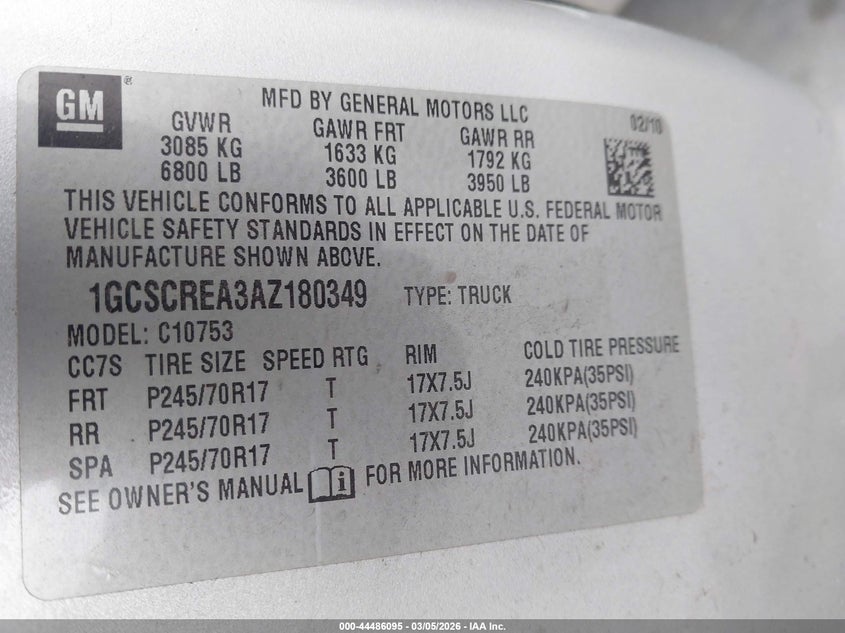 GM
MFD BY GENERAL MOTORS LLC
02/10
GVWR GAWR FRT GAWR RR
3085 KG 1633 KG 1792 KG
6800 LB 3600 LB 3950 LB
THIS VEHICLE CONFORMS TO ALL APPLICABLE U.S. FEDERAL MOTOR
VEHICLE SAFETY STANDARDS IN EFFECT ON THE DATE OF
MANUFACTURE SHOWN ABOVE.
1GCSCREA3AZ180349 TYPE: TRUCK
MODEL: C10753
CC7S TIRE SIZE SPEED RTG RIM COLD TIRE PRESSURE
FRT P245/70R17 T 17X7.5J 240KPA(35PSI)
RR P245/70R17 T 17X7.5J 240KPA(35PSI)
SPA P245/70R17 T 17X7.5J 240KPA(35PSI)
SEE OWNER'S MANUAL i FOR MORE INFORMATION.
000-44486095 - 03/05/2026 - IAA Inc.